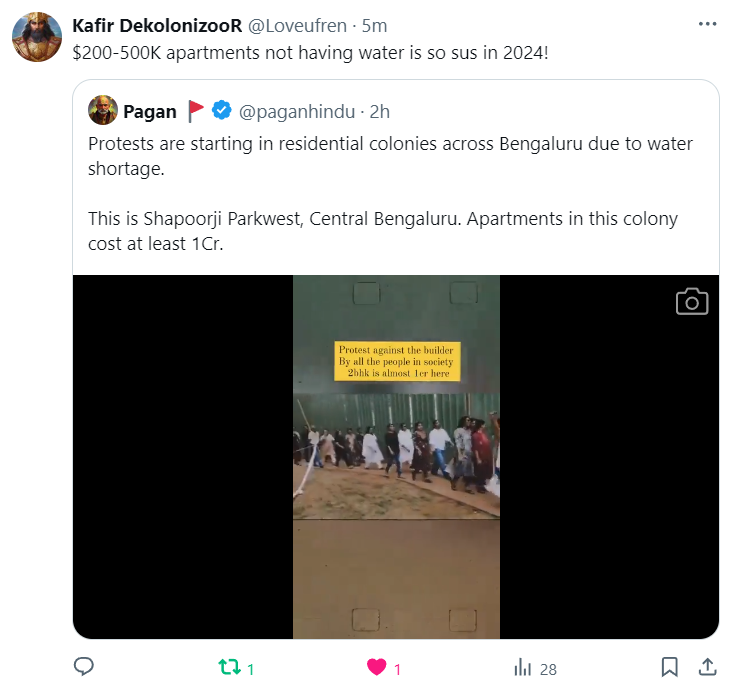 Kafir DekolonizooR @Loveufren · 5m
$200-500K apartments not having water is so sus in 2024!
Pagan 🚩 @paganhindu · 2h
Protests are starting in residential colonies across Bengaluru due to water
shortage.
This is Shapoorji Parkwest, Central Bengaluru. Apartments in this colony
cost at least 1Cr.
Protest against the builder
By all the people in society
2bhk is almost 1cr here
1
1
28